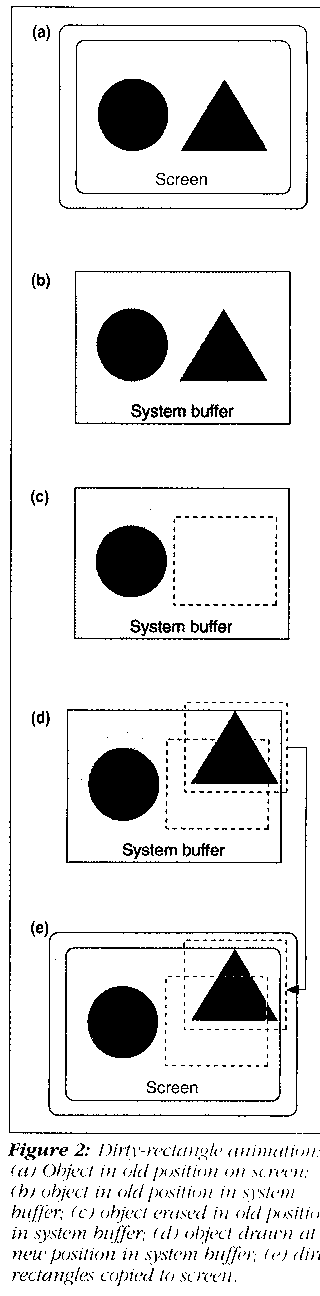 (a)
Screen
(b)
System buffer
(c)
System buffer
(d)
System buffer
(e)
Screen
Figure 2: Dirty-rectangle animation:
(a) Object in old position on screen;
(b) object in old position in system
buffer; (c) object erased in old positio
in system buffer; (d) object drawn at
new position in system buffer; (e) dir
rectangles copied to screen.